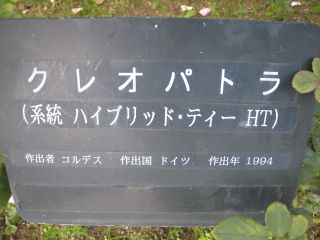 クレオパトラ
(系統 ハイブリッド・ティー HT)
作出者 コルデス 作出国 ドイツ 作出年 1994